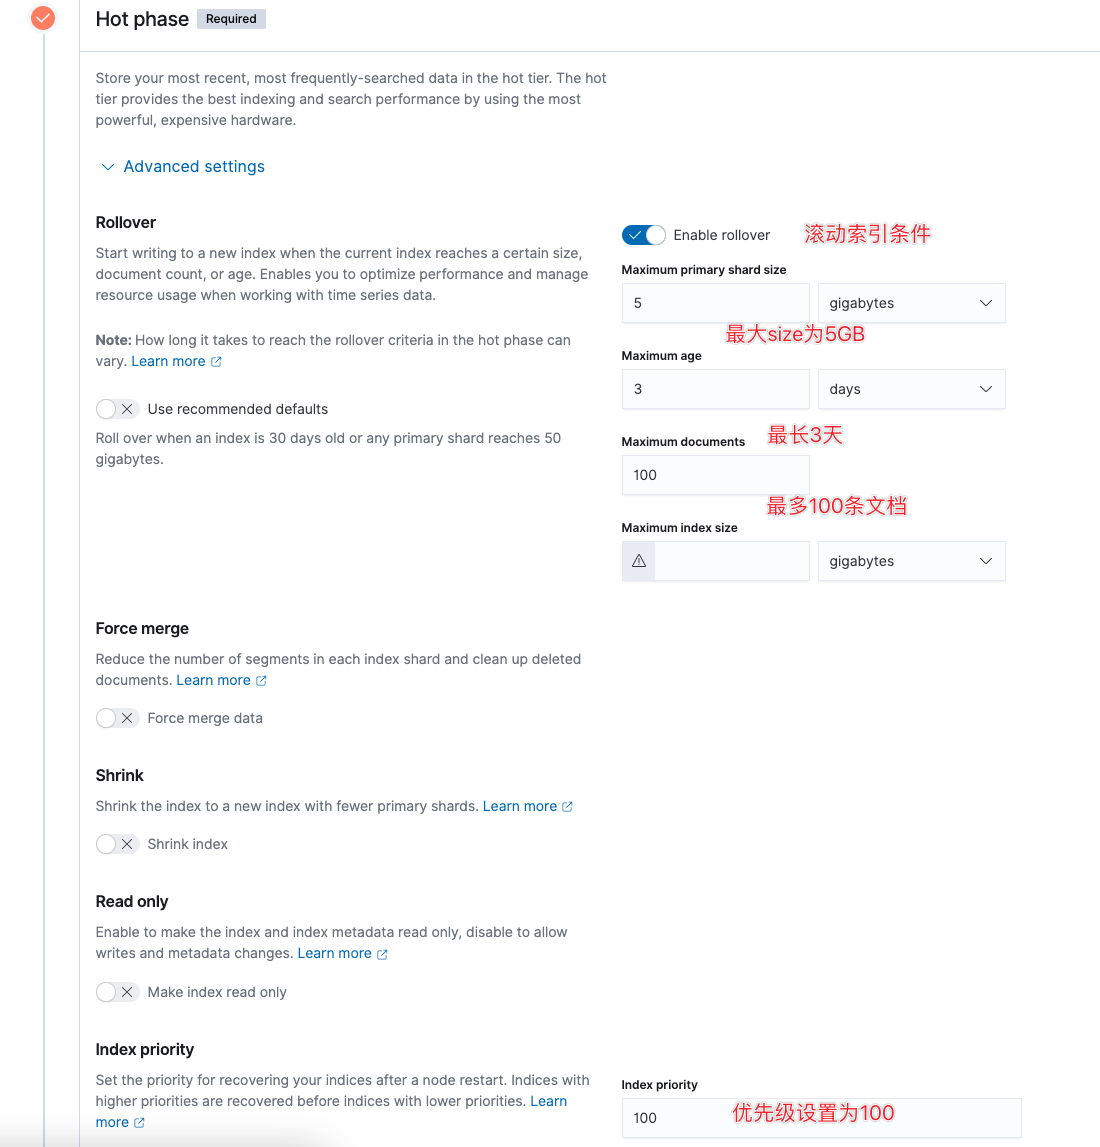 Hot phase Required
Store your most recent, most frequently-searched data in the hot tier. The hot
tier provides the best indexing and search performance by using the most
powerful, expensive hardware.
Advanced settings
Rollover
Start writing to a new index when the current index reaches a certain size,
document count, or age. Enables you to optimize performance and manage
resource usage when working with time series data.
Note: How long it takes to reach the rollover criteria in the hot phase can
vary. Learn more
Use recommended defaults
Roll over when an index is 30 days old or any primary shard reaches 50
gigabytes.
Enable rollover 滚动索引条件
Maximum primary shard size
5 gigabytes
最大size为5GB
Maximum age
3 days
Maximum documents 最长3天
100
最多100条文档
Maximum index size
gigabytes
Force merge
Reduce the number of segments in each index shard and clean up deleted
documents. Learn more
Force merge data
Shrink
Shrink the index to a new index with fewer primary shards. Learn more
Shrink index
Read only
Enable to make the index and index metadata read only, disable to allow
writes and metadata changes. Learn more
Make index read only
Index priority
Set the priority for recovering your indices after a node restart. Indices with
higher priorities are recovered before indices with lower priorities. Learn
more
Index priority
100 优先级设置为100